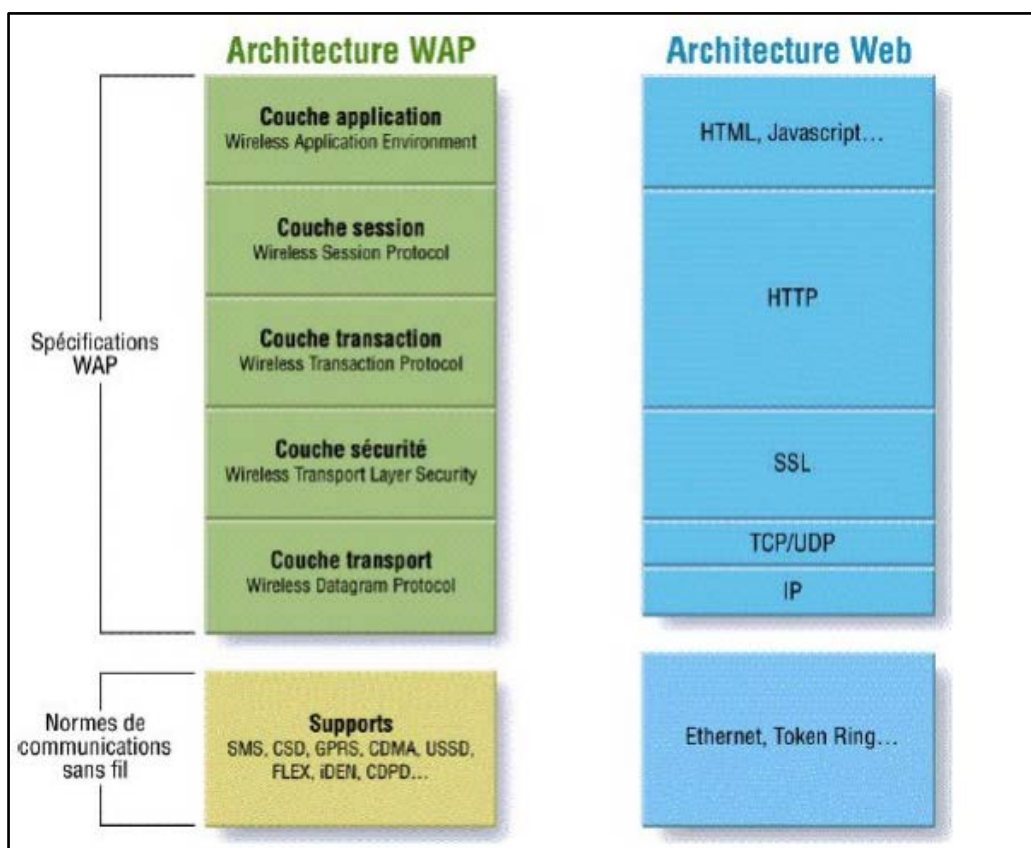 Architecture WAP
Architecture Web
Spécifications
WAP
Couche application
Wireless Application Environment
Couche session
Wireless Session Protocol
Couche transaction
Wireless Transaction Protocol
Couche sécurité
Wireless Transport Layer Security
Couche transport
Wireless Datagram Protocol
HTML, Javascript...
HTTP
SSL
TCP/UDP
IP
Normes de
communications
sans fil
Supports
SMS, CSD, GPRS, CDMA, USSD,
FLEX, iDEN, CDPD...
Ethernet, Token Ring...